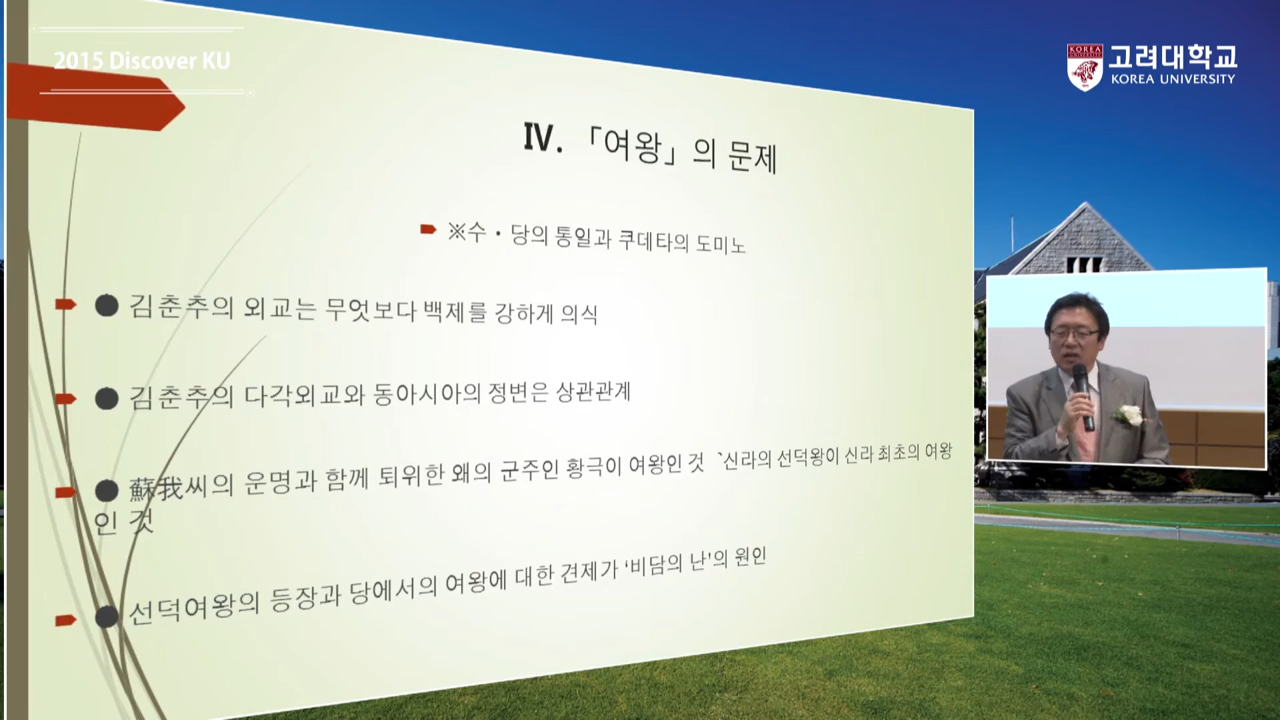 2015 Discover KU
KOREA
고려대학교
KOREA UNIVERSITY
Ⅳ. 「여왕」의 문제
※수・당의 통일과 쿠데타의 도미노
● 김춘추의 외교는 무엇보다 백제를 강하게 의식
● 김춘추의 다각외교와 동아시아의 정변은 상관관계
● 蘇我씨의 운명과 함께 퇴위한 왜의 군주인 황극이 여왕인 것 `신라의 선덕왕이 신라 최초의 여왕
인 것
● 선덕여왕의 등장과 당에서의 여왕에 대한 견제가 ‘비담의 난'의 원인